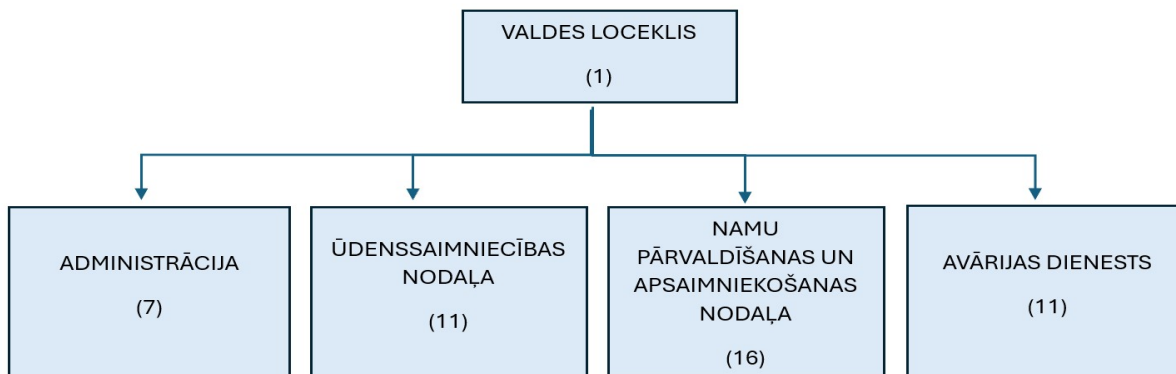 VALDES LOCEKLIS
(1)
ADMINISTRĀCIJA
(7)
ŪDENSSAIMNIECĪBAS
NODAĻA
(11)
NAMU
PĀRVALDĪŠANAS UN
APSAIMNIEKOŠANAS
NODAĻA
(16)
AVĀRIJAS DIENESTS
(11)